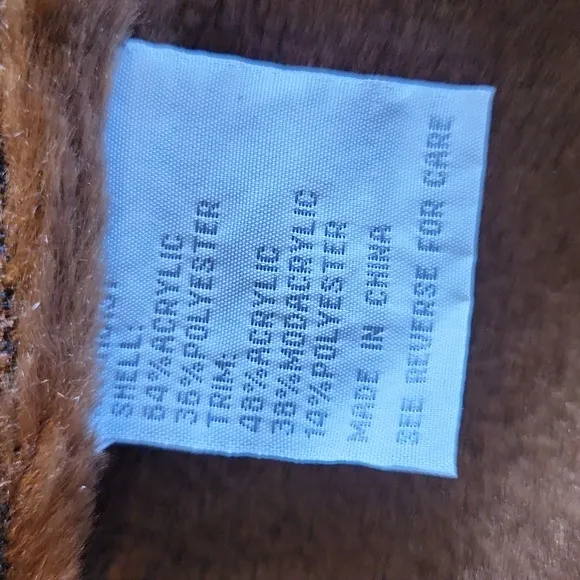 SHELL:
64%ACRYLIC
36%POLYESTER
TRIM:
48%ACRYLIC
38%MODACRYLIC
14%POLYESTER
MADE IN CHINA
SEE REVERSE FOR CARE